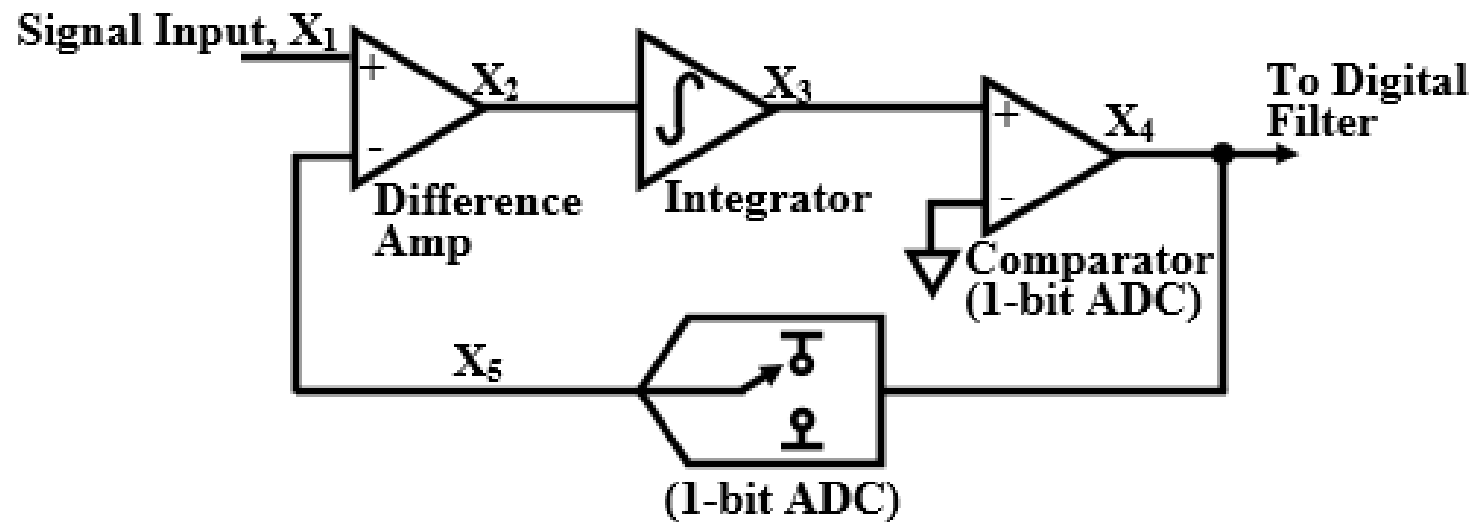 Signal Input, X1
+
-
X2
Difference
Amp
X3
Integrator
+
-
X4
To Digital
Filter
Comparator
(1-bit ADC)
X5
(1-bit ADC)